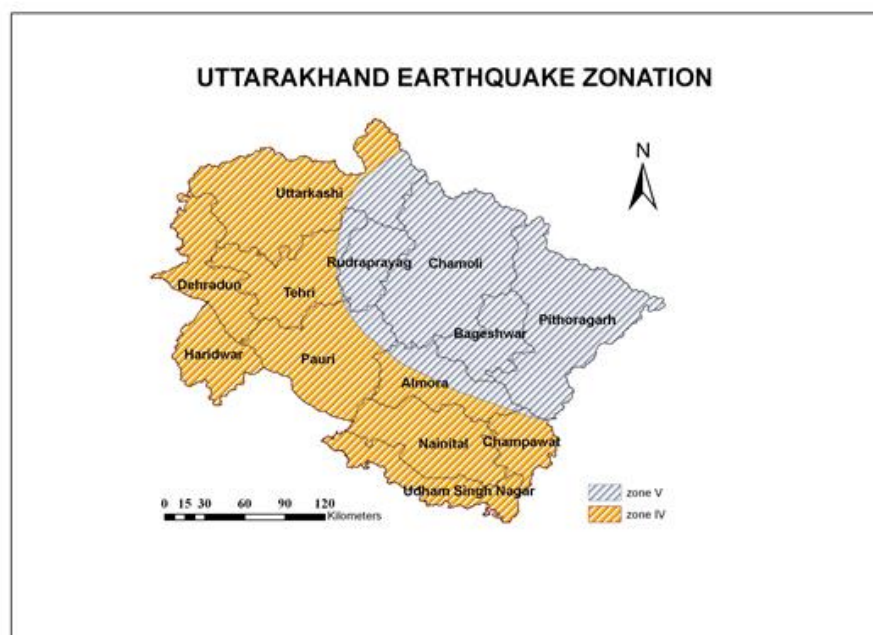 UTTARAKHAND EARTHQUAKE ZONATION
N
Uttarkashi
Rudraprayag
Chamoli
Dehradun
Tehri
Pithoragarh
Bageshwar
Haridwar
Pauri
Almora
Nainital
Champawat
Udham Singh Nagar
zone V
zone IV
0 15 30 60 90 120
Kilometers